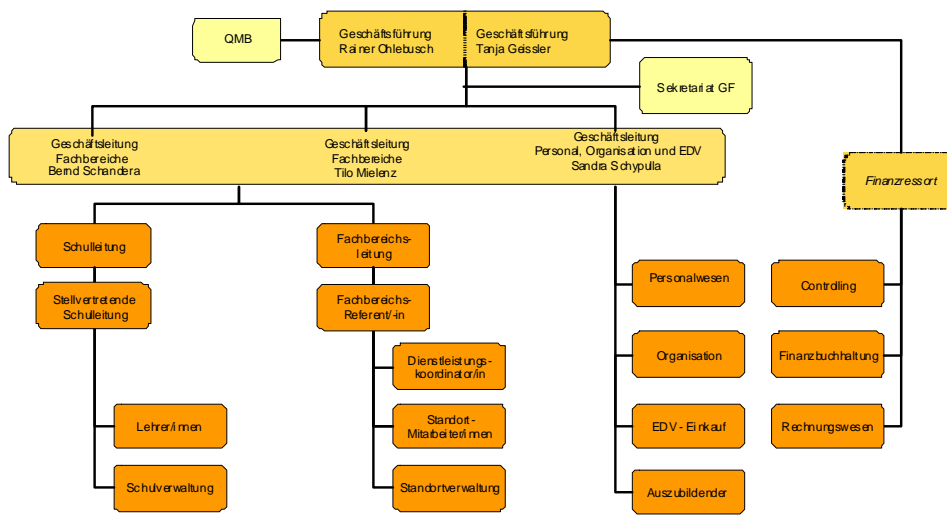 QMB
Geschäftsführung
Rainer Ohlebusch
Geschäftsführung
Tanja Geissler
Sekretariat GF
Geschäftsleitung
Fachbereiche
Bernd Schandera
Geschäftsleitung
Fachbereiche
Tilo Mielenz
Geschäftsleitung
Personal, Organisation und EDV
Sandra Schypulla
Finanzressort
Schulleitung
Fachbereichs-
leitung
Personalwesen
Controlling
Stellvertretende
Schulleitung
Fachbereichs-
Referent/-in
Dienstleistungs-
koordinator/in
Organisation
Finanzbuchhaltung
Lehrer/innen
Standort-
Mitarbeiter/innen
EDV - Einkauf
Rechnungswesen
Schulverwaltung
Standortverwaltung
Auszubildender